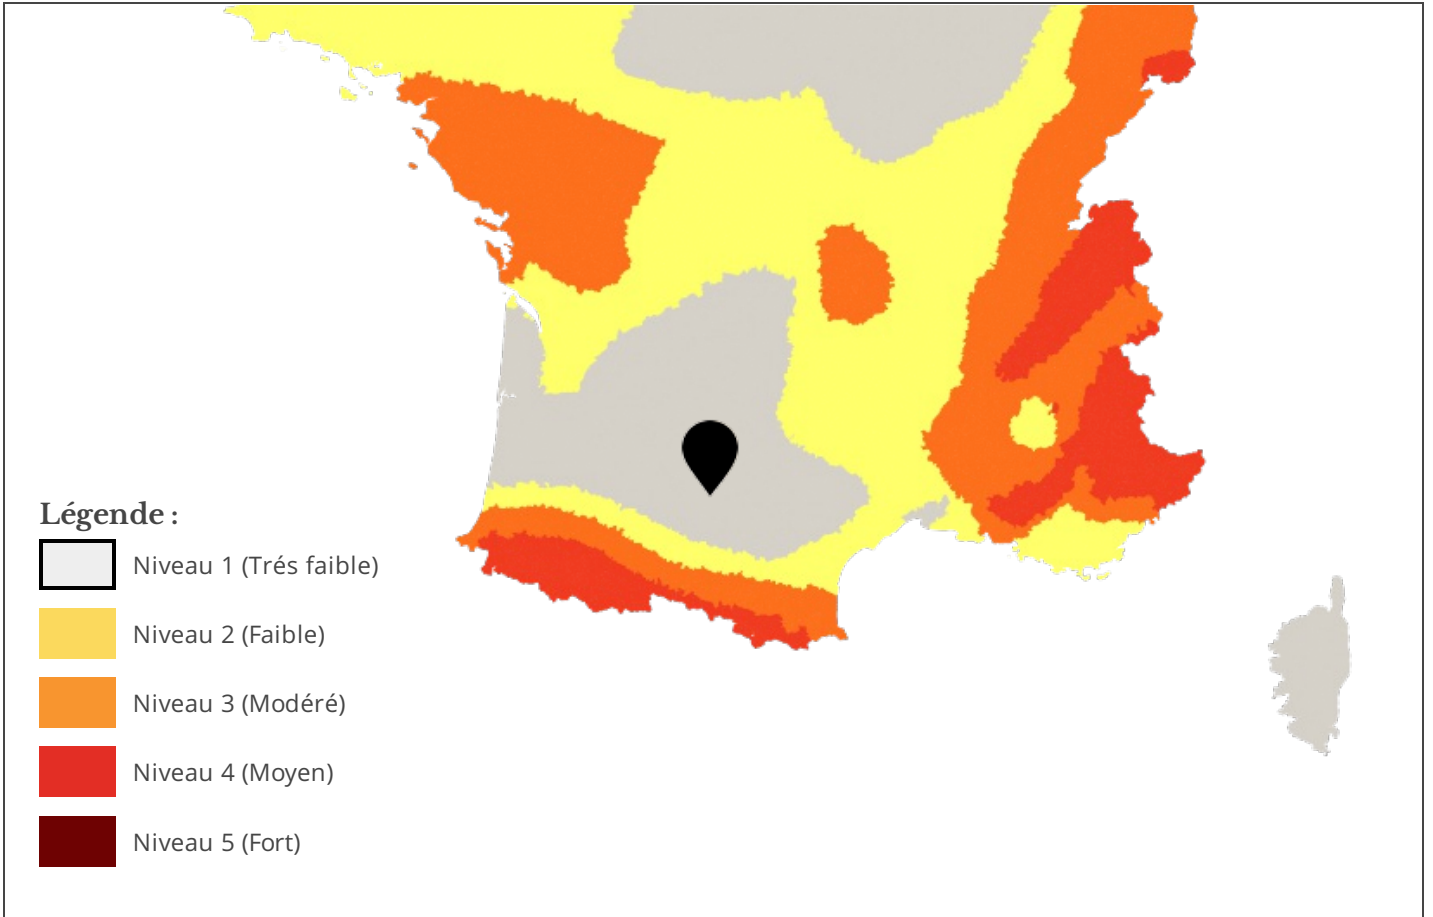 Légende :
Niveau 1 (Trés faible)
Niveau 2 (Faible)
Niveau 3 (Modéré)
Niveau 4 (Moyen)
Niveau 5 (Fort)